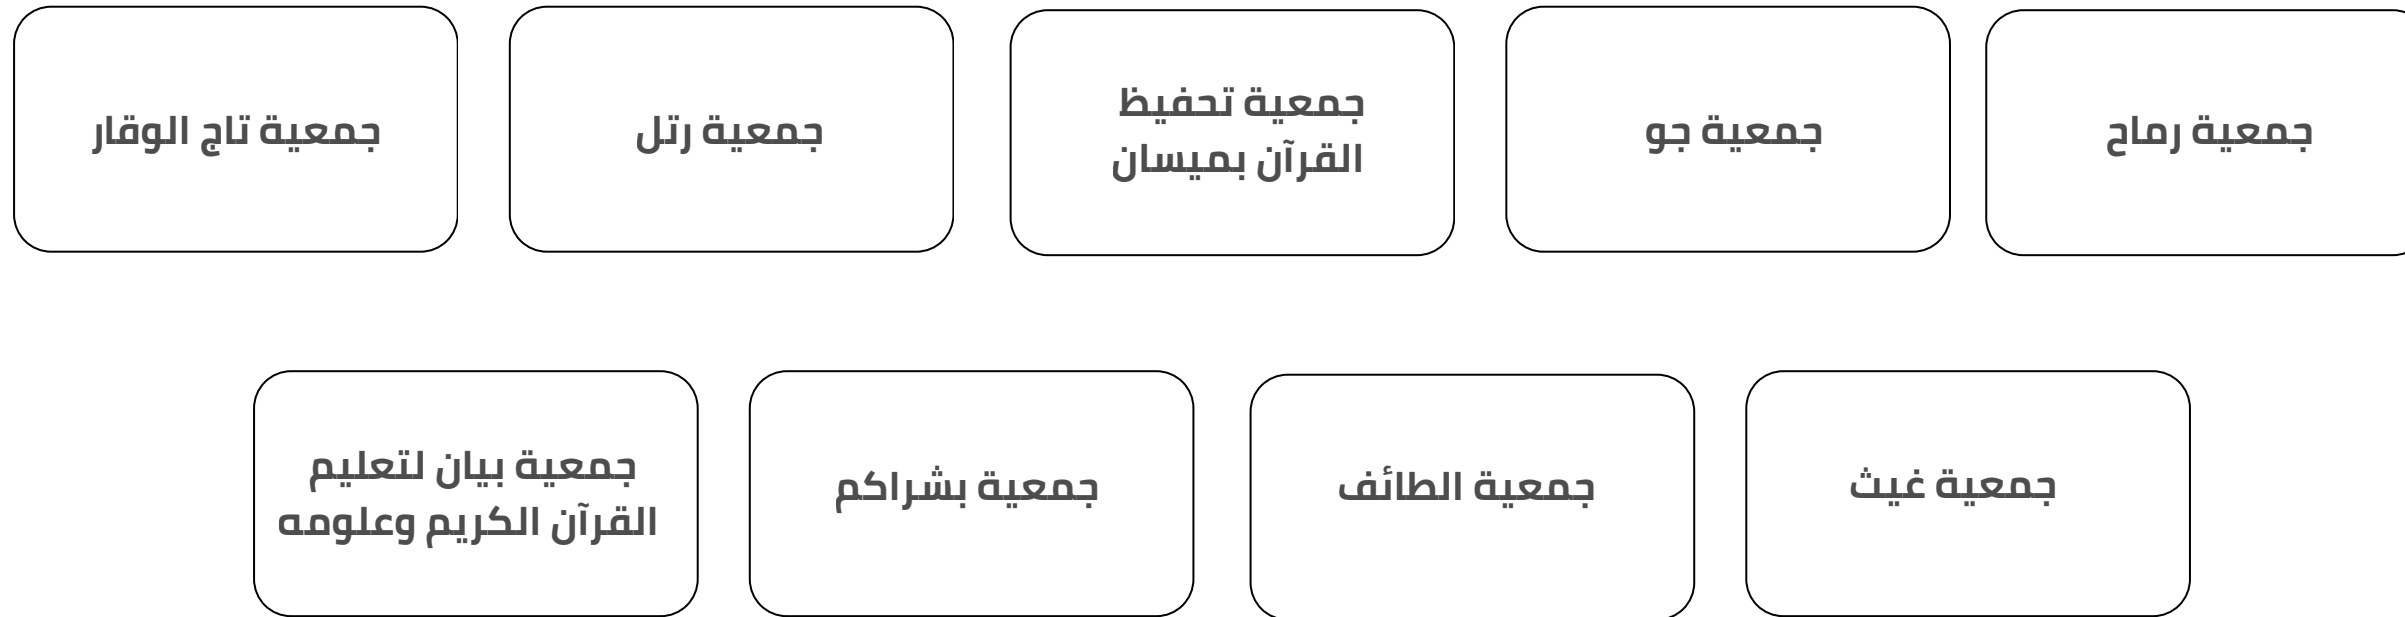 جمعية رماح
جمعية جو
جمعية تحفيظ
القرآن بميسان
جمعية رتل
جمعية تاج الوقار
جمعية غيث
جمعية الطائف
جمعية بشراكم
جمعية بيان لتعليم
القرآن الكريم وعلومه